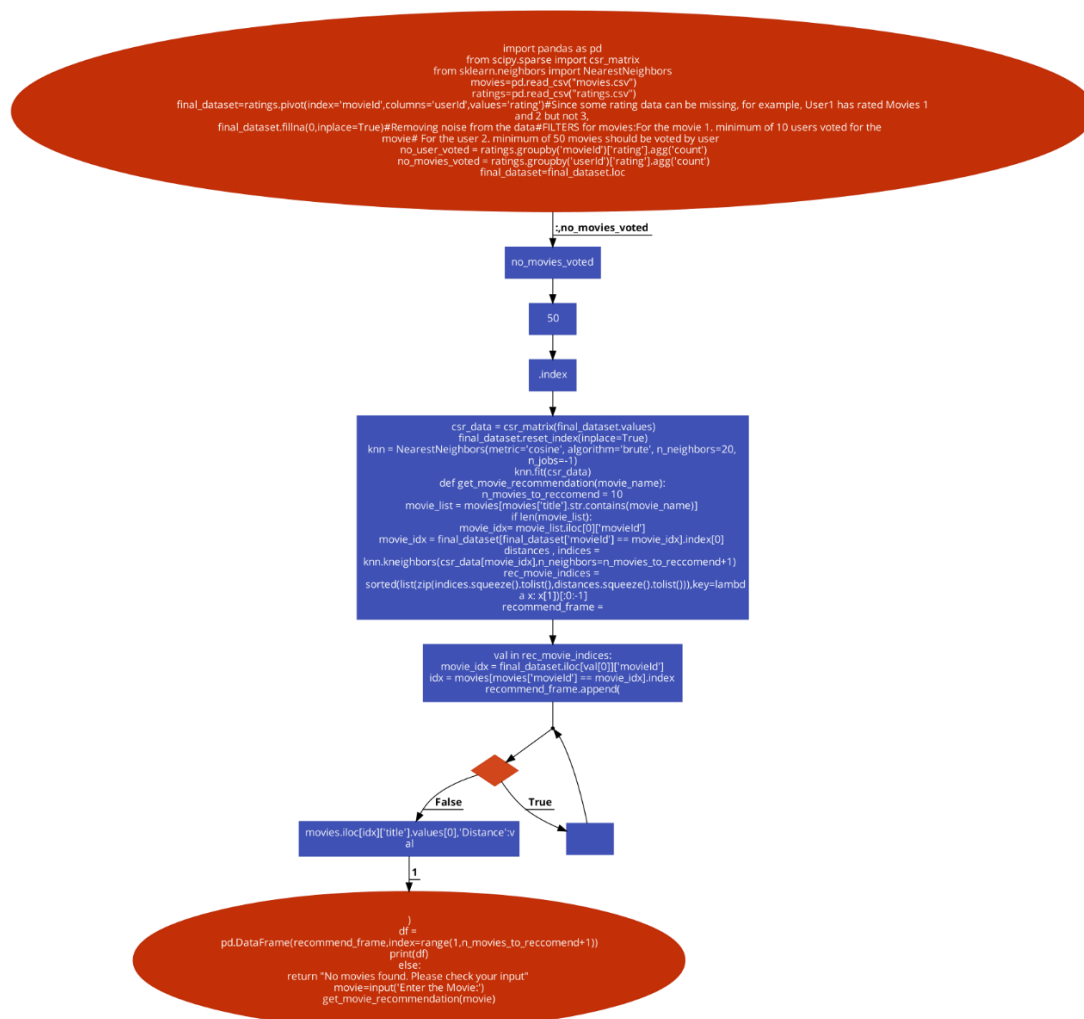 import pandas as pd
from scipy.sparse import csr_matrix
from sklearn.neighbors import NearestNeighbors
movies=pd.read_csv("movies.csv")
ratings=pd.read_csv("ratings.csv")
final_dataset=ratings.pivot(index='movieId',columns='userId',values='rating')#Since some rating data can be missing, for example, User1 has rated Movies 1
and 2 but not 3,
final_dataset.fillna(0,inplace=True)#Removing noise from the data#FILTERS for movies:For the movie 1. minimum of 10 users voted for the
movie# For the user 2. minimum of 50 movies should be voted by user
no_user_voted = ratings.groupby('movieId')['rating'].agg('count')
no_movies_voted = ratings.groupby('userId')['rating'].agg('count')
final_dataset=final_dataset.loc
:,no_movies_voted
no_movies_voted
50
.index
csr_data = csr_matrix(final_dataset.values)
final_dataset.reset_index(inplace=True)
knn = NearestNeighbors(metric='cosine', algorithm='brute', n_neighbors=20,
n_jobs=-1)
knn.fit(csr_data)
def get_movie_recommendation(movie_name):
n_movies_to_reccomend = 10
movie_list = movies[movies['title'].str.contains(movie_name)]
if len(movie_list):
movie_idx= movie_list.iloc[0]['movieId']
movie_idx = final_dataset[final_dataset['movieId'] == movie_idx].index[0]
distances , indices =
knn.kneighbors(csr_data[movie_idx],n_neighbors=n_movies_to_reccomend+1)
rec_movie_indices =
sorted(list(zip(indices.squeeze().tolist(),distances.squeeze().tolist())),key=lambd
a x: x[1])[:0:-1]
recommend_frame =
val in rec_movie_indices:
movie_idx = final_dataset.iloc[val[0]]['movieId']
idx = movies[movies['movieId'] == movie_idx].index
recommend_frame.append(
False
True
movies.iloc[idx]['title'].values[0],'Distance':v
al
1
)
df =
pd.DataFrame(recommend_frame,index=range(1,n_movies_to_reccomend+1))
print(df)
else:
return "No movies found. Please check your input"
movie=input('Enter the Movie:')
get_movie_recommendation(movie)